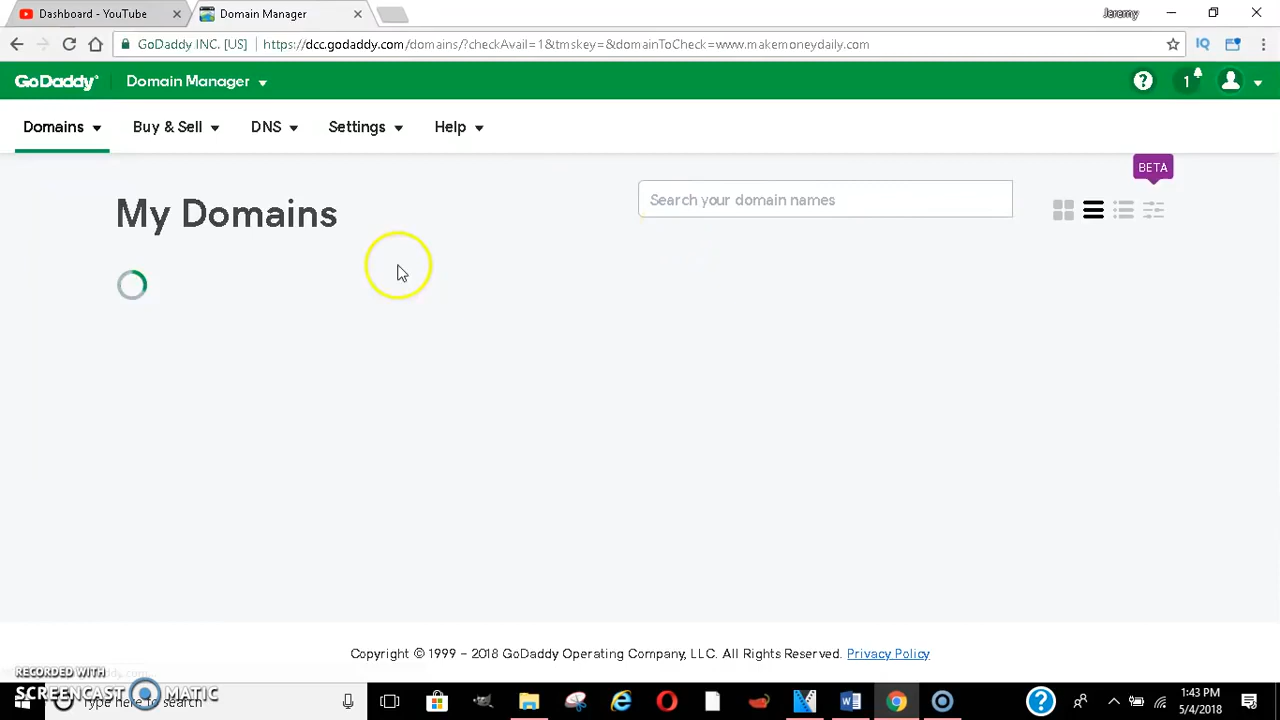 Dashboard - YouTube
Domain Manager
Jeremy
GoDaddy INC. [US]
https://dcc.godaddy.com/domains/?checkAvail=1&tmskey=&domainToCheck=www.makemoneydaily.com
IQ
GoDaddy
Domain Manager
?
1
Domains
Buy & Sell
DNS
Settings
Help
BETA
My Domains
Search your domain names
Copyright © 1999 – 2018 GoDaddy Operating Company, LLC. All Rights Reserved. Privacy Policy
RECORDED WITH
SCREENCAST MATIC
Type here to search
?
1:43 PM
5/4/2018